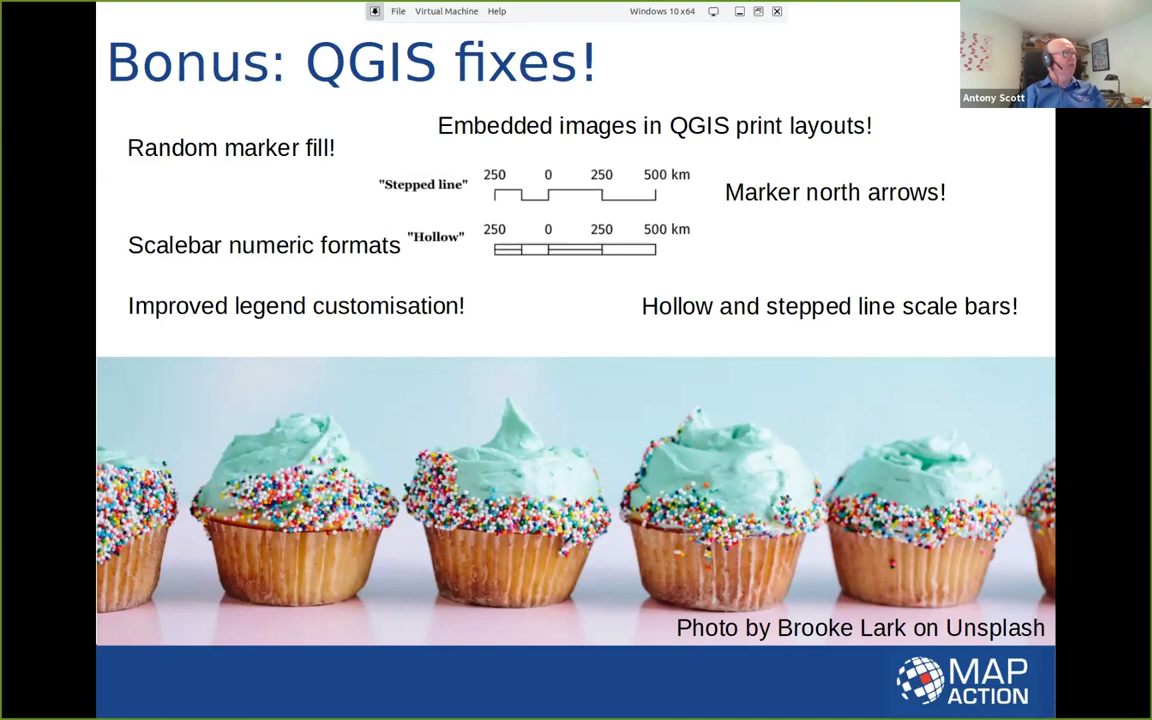 File Virtual Machine Help
Windows 10 x64
Bonus: QGIS fixes!
Antony Scott
Embedded images in QGIS print layouts!
Random marker fill!
"Stepped line"
250 0 250 500 km
Marker north arrows!
Scalebar numeric formats
"Hollow"
250 0 250 500 km
Improved legend customisation!
Hollow and stepped line scale bars!
Photo by Brooke Lark on Unsplash
MAP
ACTION